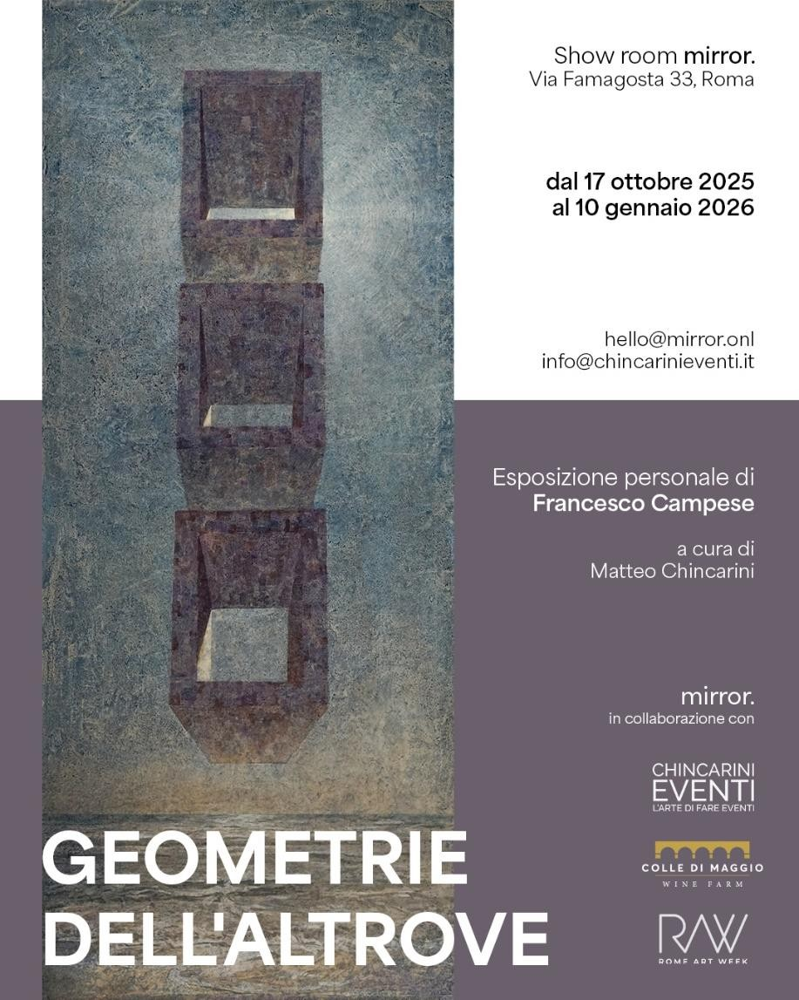 Show room mirror.
Via Famagosta 33, Roma
dal 17 ottobre 2025
al 10 gennaio 2026
hello@mirror.onl
info@chincarinieventi.it
Esposizione personale di
Francesco Campese
a cura di
Matteo Chincarini
mirror.
in collaborazione con
CHINCARINI
EVENTI
L'ARTE DI FARE EVENTI
COLLE DI MAGGIO
WINE FARM
RAW
ROME ART WEEK
GEOMETRIE
DELL'ALTROVE